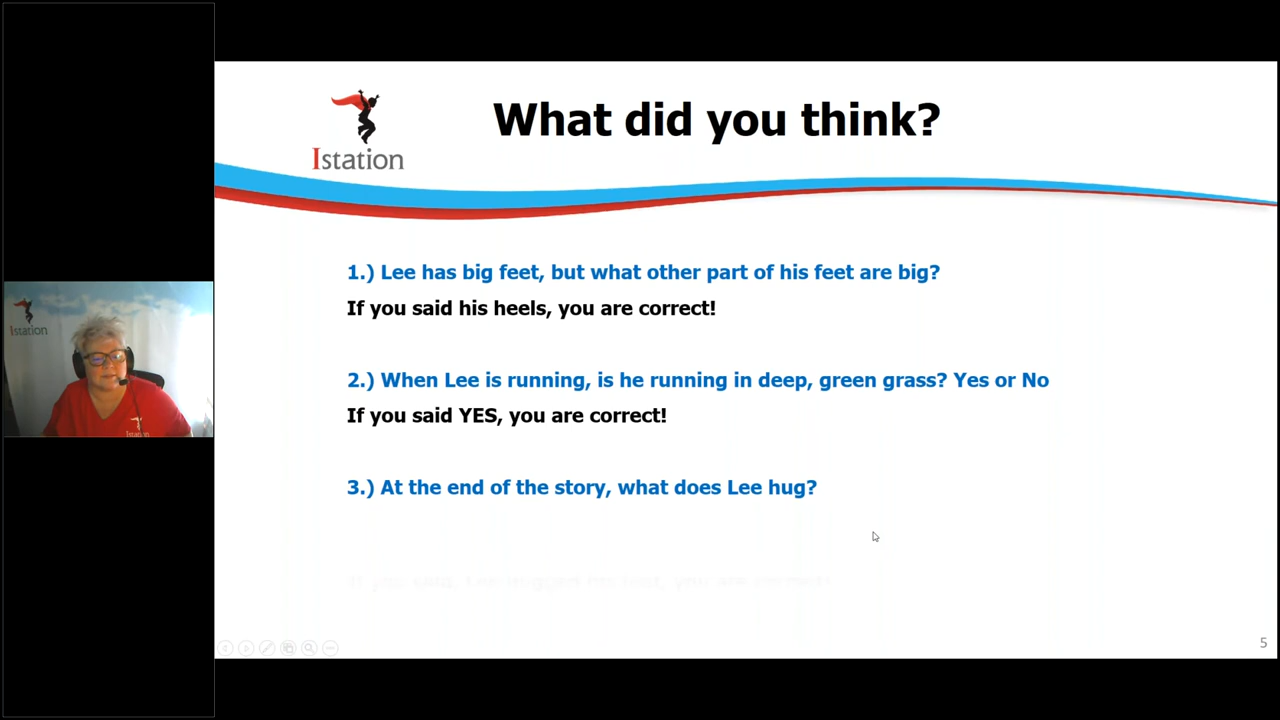 What did you think?
Istation
1.) Lee has big feet, but what other part of his feet are big?
If you said his heels, you are correct!
2.) When Lee is running, is he running in deep, green grass? Yes or No
If you said YES, you are correct!
3.) At the end of the story, what does Lee hug?
Istation
5